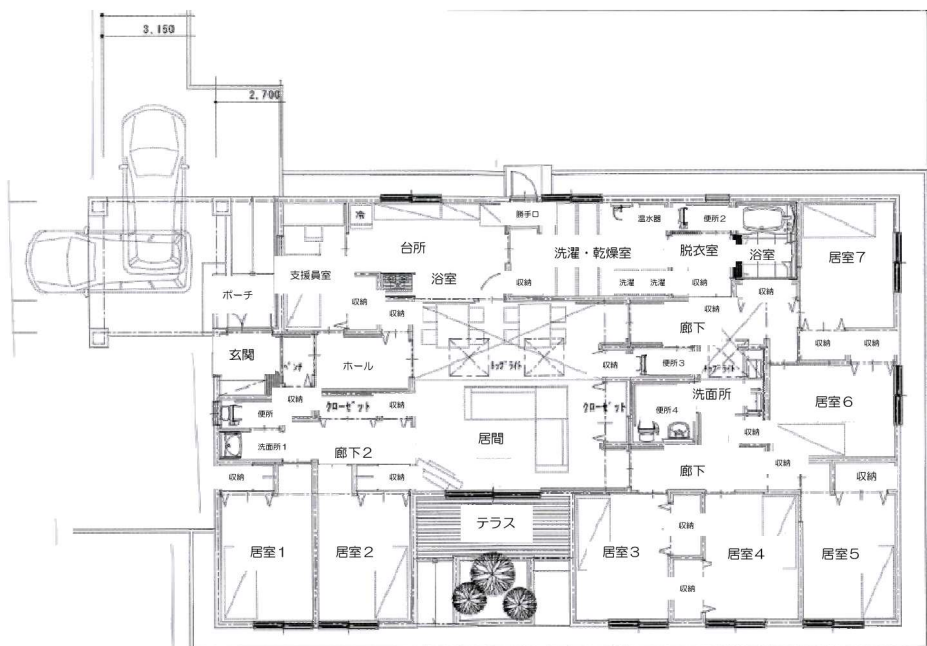 3.150
2.700
冷
勝手口
温水器
便所2
台所
洗濯・乾燥室
脱衣室
浴室
居室7
支援員室
浴室
収納
収納
洗濯
洗濯
収納
収納
ポーチ
収納
収納
廊下
玄関
ベンチ
ホール
トップライト
トップライト
収納
便所3
トップライト
収納
収納
洗面所
居室6
収納
クローゼット
収納
クローゼット
便所
便所4
洗面所1
居間
収納
廊下2
廊下
収納
収納
収納
収納
テラス
収納
居室1
居室2
居室3
居室4
居室5
収納